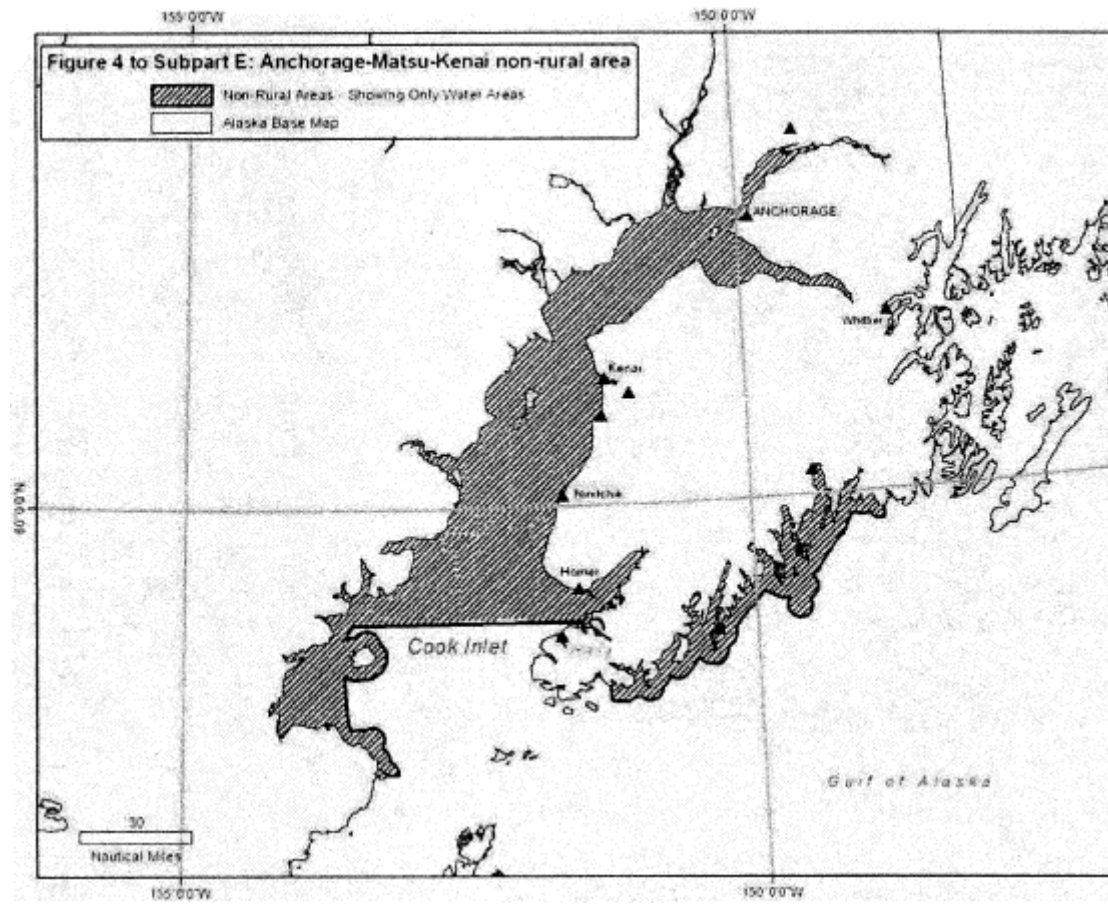 155°0'0"W
150°0'0"W
Figure 4 to Subpart E: Anchorage-Matsu-Kenai non-rural area
Non-Rural Areas - Showing Only Water Areas
Alaska Base Map
ANCHORAGE
Whittier
Kenai
Ninilchik
60°0'0"N
Homer
Cook Inlet
Gulf of Alaska
30
Nautical Miles
155°0'0"W
150°0'0"W